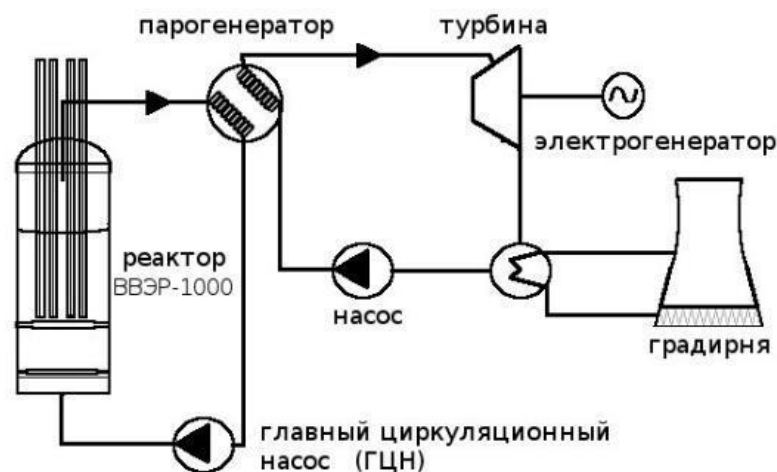 парогенератор
турбина
электрогенератор
реактор
ВВЭР-1000
насос
градирня
главный циркуляционный
насос (ГЦН)